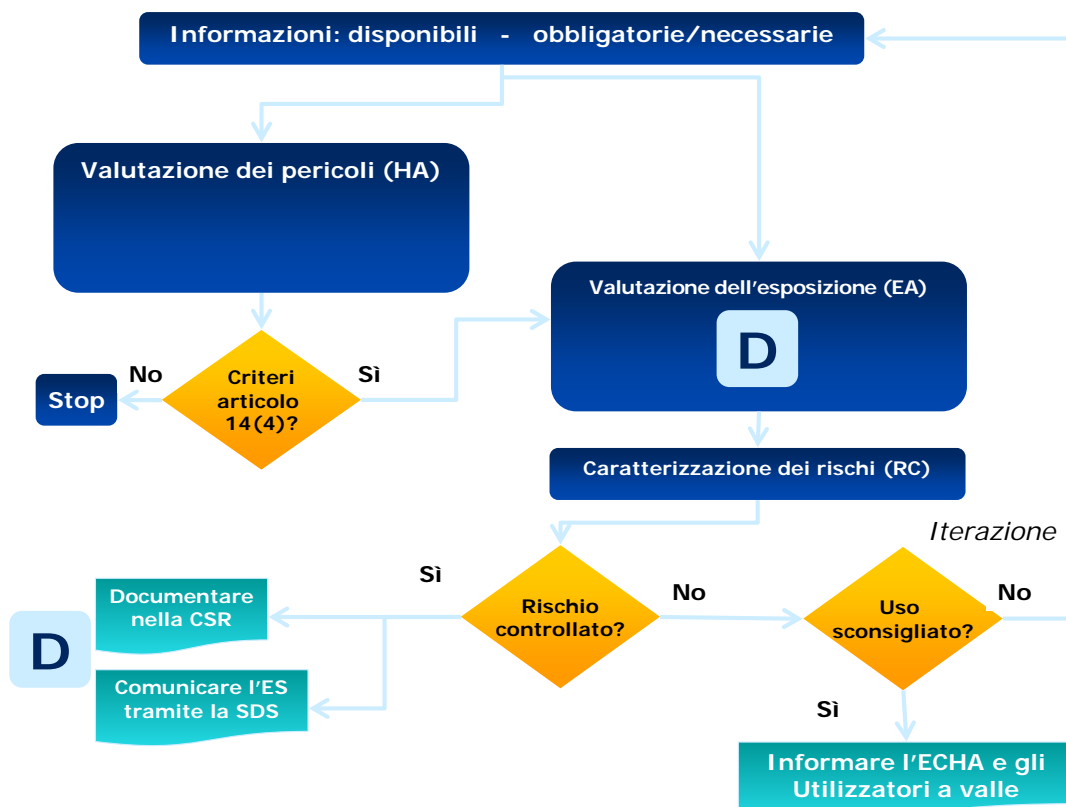 Informazioni: disponibili - obbligatorie/necessarie
Valutazione dei pericoli (HA)
Valutazione dell'esposizione (EA)
D
No
Criteri
articolo
14(4)?
Sì
Stop
Caratterizzazione dei rischi (RC)
Iterazione
Sì
Rischio
controllato?
No
Uso
sconsigliato?
No
Documentare
nella CSR
D
Comunicare l'ES
tramite la SDS
Sì
Informare l'ECHA e gli
Utilizzatori a valle